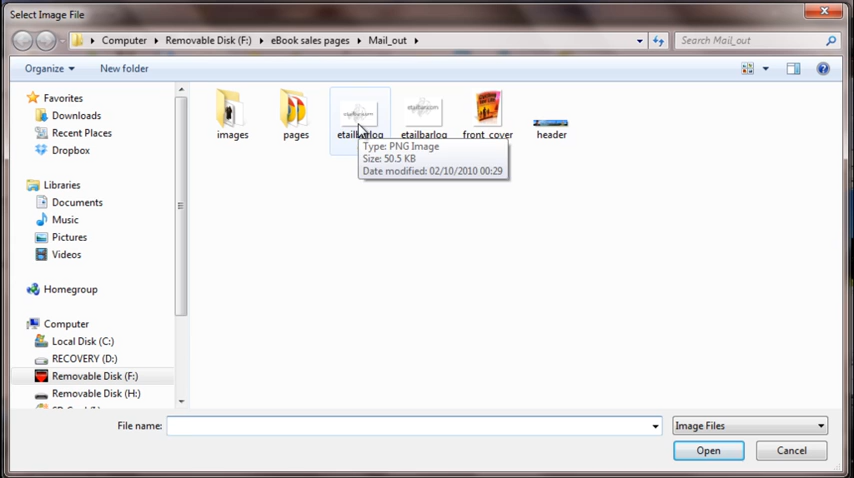 Select Image File
Computer Removable Disk (F:) eBook sales pages Mail_out
Search Mail_out
Organize New folder
Favorites
Downloads
Recent Places
Dropbox
Libraries
Documents
Music
Pictures
Videos
Homegroup
Computer
Local Disk (C:)
RECOVERY (D:)
Removable Disk (F:)
Removable Disk (H:)
images pages etailbarlog etailbarlog front_cover header
Type: PNG Image
Size: 50.5 KB
Date modified: 02/10/2010 00:29
File name: Image Files
Open Cancel